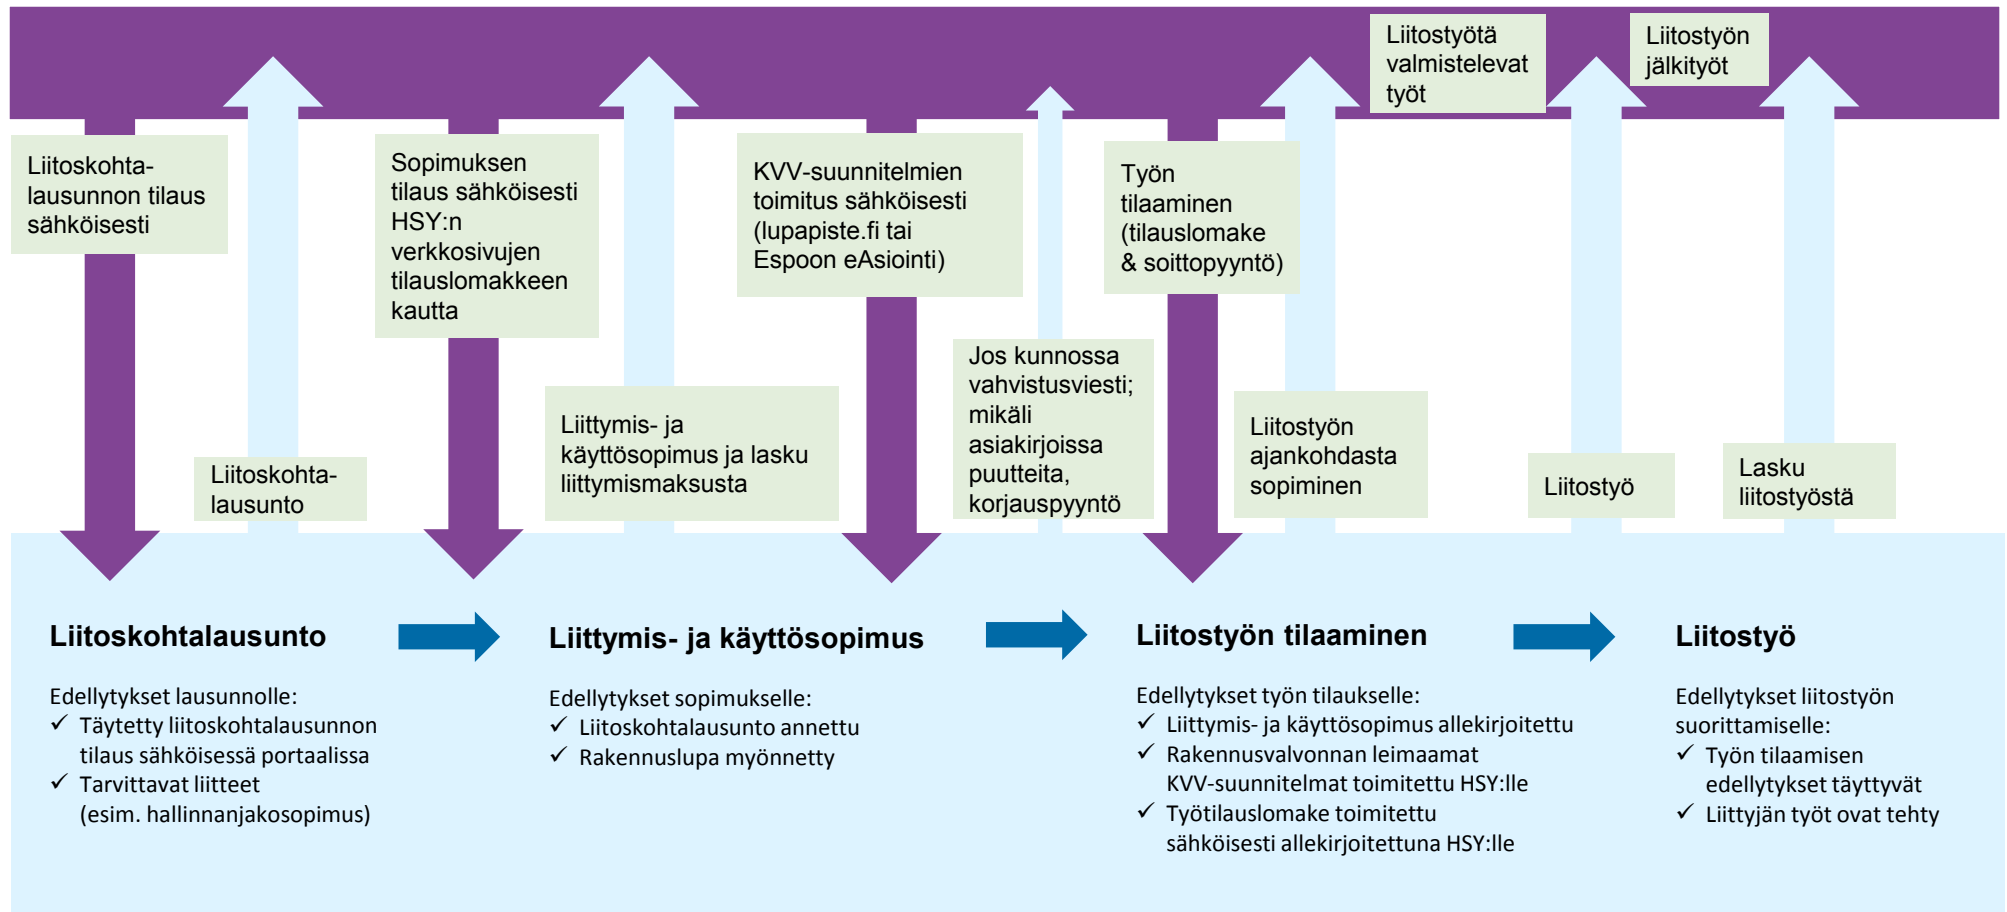 Liitostyötä
valmistelevat
työt
Liitostyön
jälkityöt
Liitoskohta-
lausunnon tilaus
sähköisesti
Sopimuksen
tilaus sähköisesti
HSY:n
verkkosivujen
tilauslomakkeen
kautta
KVV-suunnitelmien
toimitus sähköisesti
(lupapiste.fi tai
Espoon eAsiointi)
Työn
tilaaminen
(tilauslomake
& soittopyyntö)
Liitoskohta-
lausunto
Liittymis- ja
käyttösopimus ja lasku
liittymismaksusta
Jos kunnossa
vahvistusviesti;
mikäli
asiakirjoissa
puutteita,
korjauspyyntö
Liitostyön
ajankohdasta
sopiminen
Liitostyö
Lasku
liitostyöstä
Liitoskohtalausunto
Edellytykset lausunnolle:
✓ Täytetty liitoskohtalausunnon
tilaus sähköisessä portaalissa
✓ Tarvittavat liitteet
(esim. hallinnanjakosopimus)
Liittymis- ja käyttösopimus
Edellytykset sopimukselle:
✓ Liitoskohtalausunto annettu
✓ Rakennuslupa myönnetty
Liitostyön tilaaminen
Edellytykset työn tilaukselle:
✓ Liittymis- ja käyttösopimus allekirjoitettu
✓ Rakennusvalvonnan leimaamat
KVV-suunnitelmat toimitettu HSY:lle
✓ Työtilauslomake toimitettu
sähköisesti allekirjoitettuna HSY:lle
Liitostyö
Edellytykset liitostyön
suorittamiselle:
✓ Työn tilaamisen
edellytykset täyttyvät
✓ Liittyjän työt ovat tehty